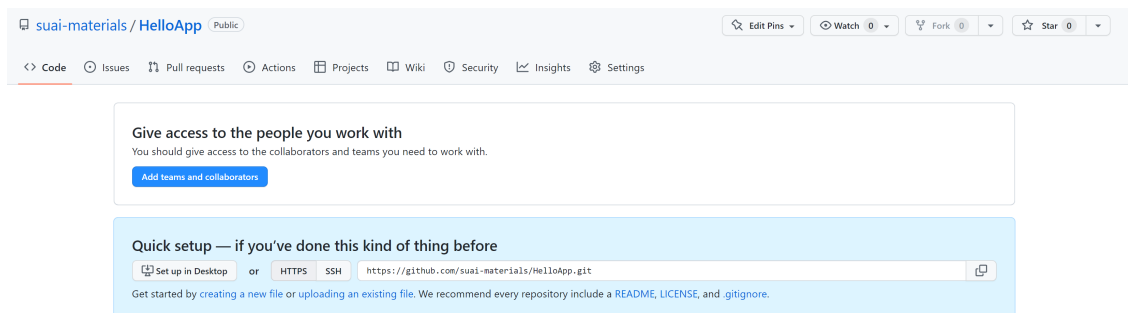 suai-materials / HelloApp Public Edit Pins Watch 0 Fork 0 Star 0
Code Issues Pull requests Actions Projects Wiki Security Insights Settings
Give access to the people you work with
You should give access to the collaborators and teams you need to work with.
Add teams and collaborators
Quick setup — if you’ve done this kind of thing before
Set up in Desktop or HTTPS SSH https://github.com/suai-materials/HelloApp.git
Get started by creating a new file or uploading an existing file. We recommend every repository include a README, LICENSE, and .gitignore.